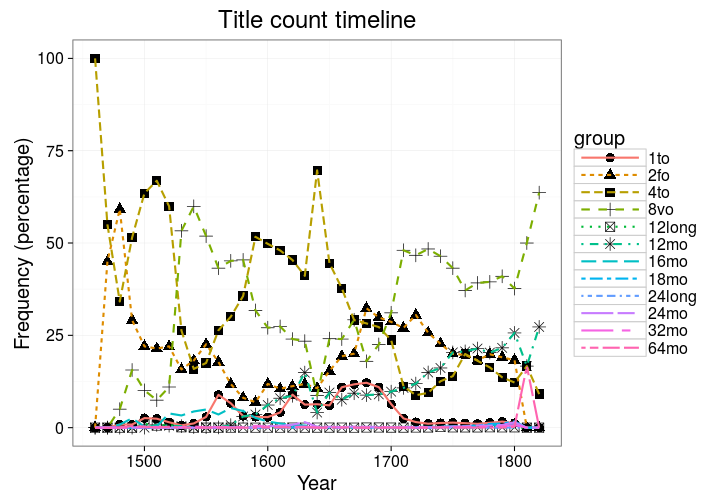 Title count timeline
Frequency (percentage)
100
75
50
25
0
1500
1600
1700
1800
Year
group
1to
2fo
4to
8vo
12long
12mo
16mo
18mo
24long
24mo
32mo
64mo